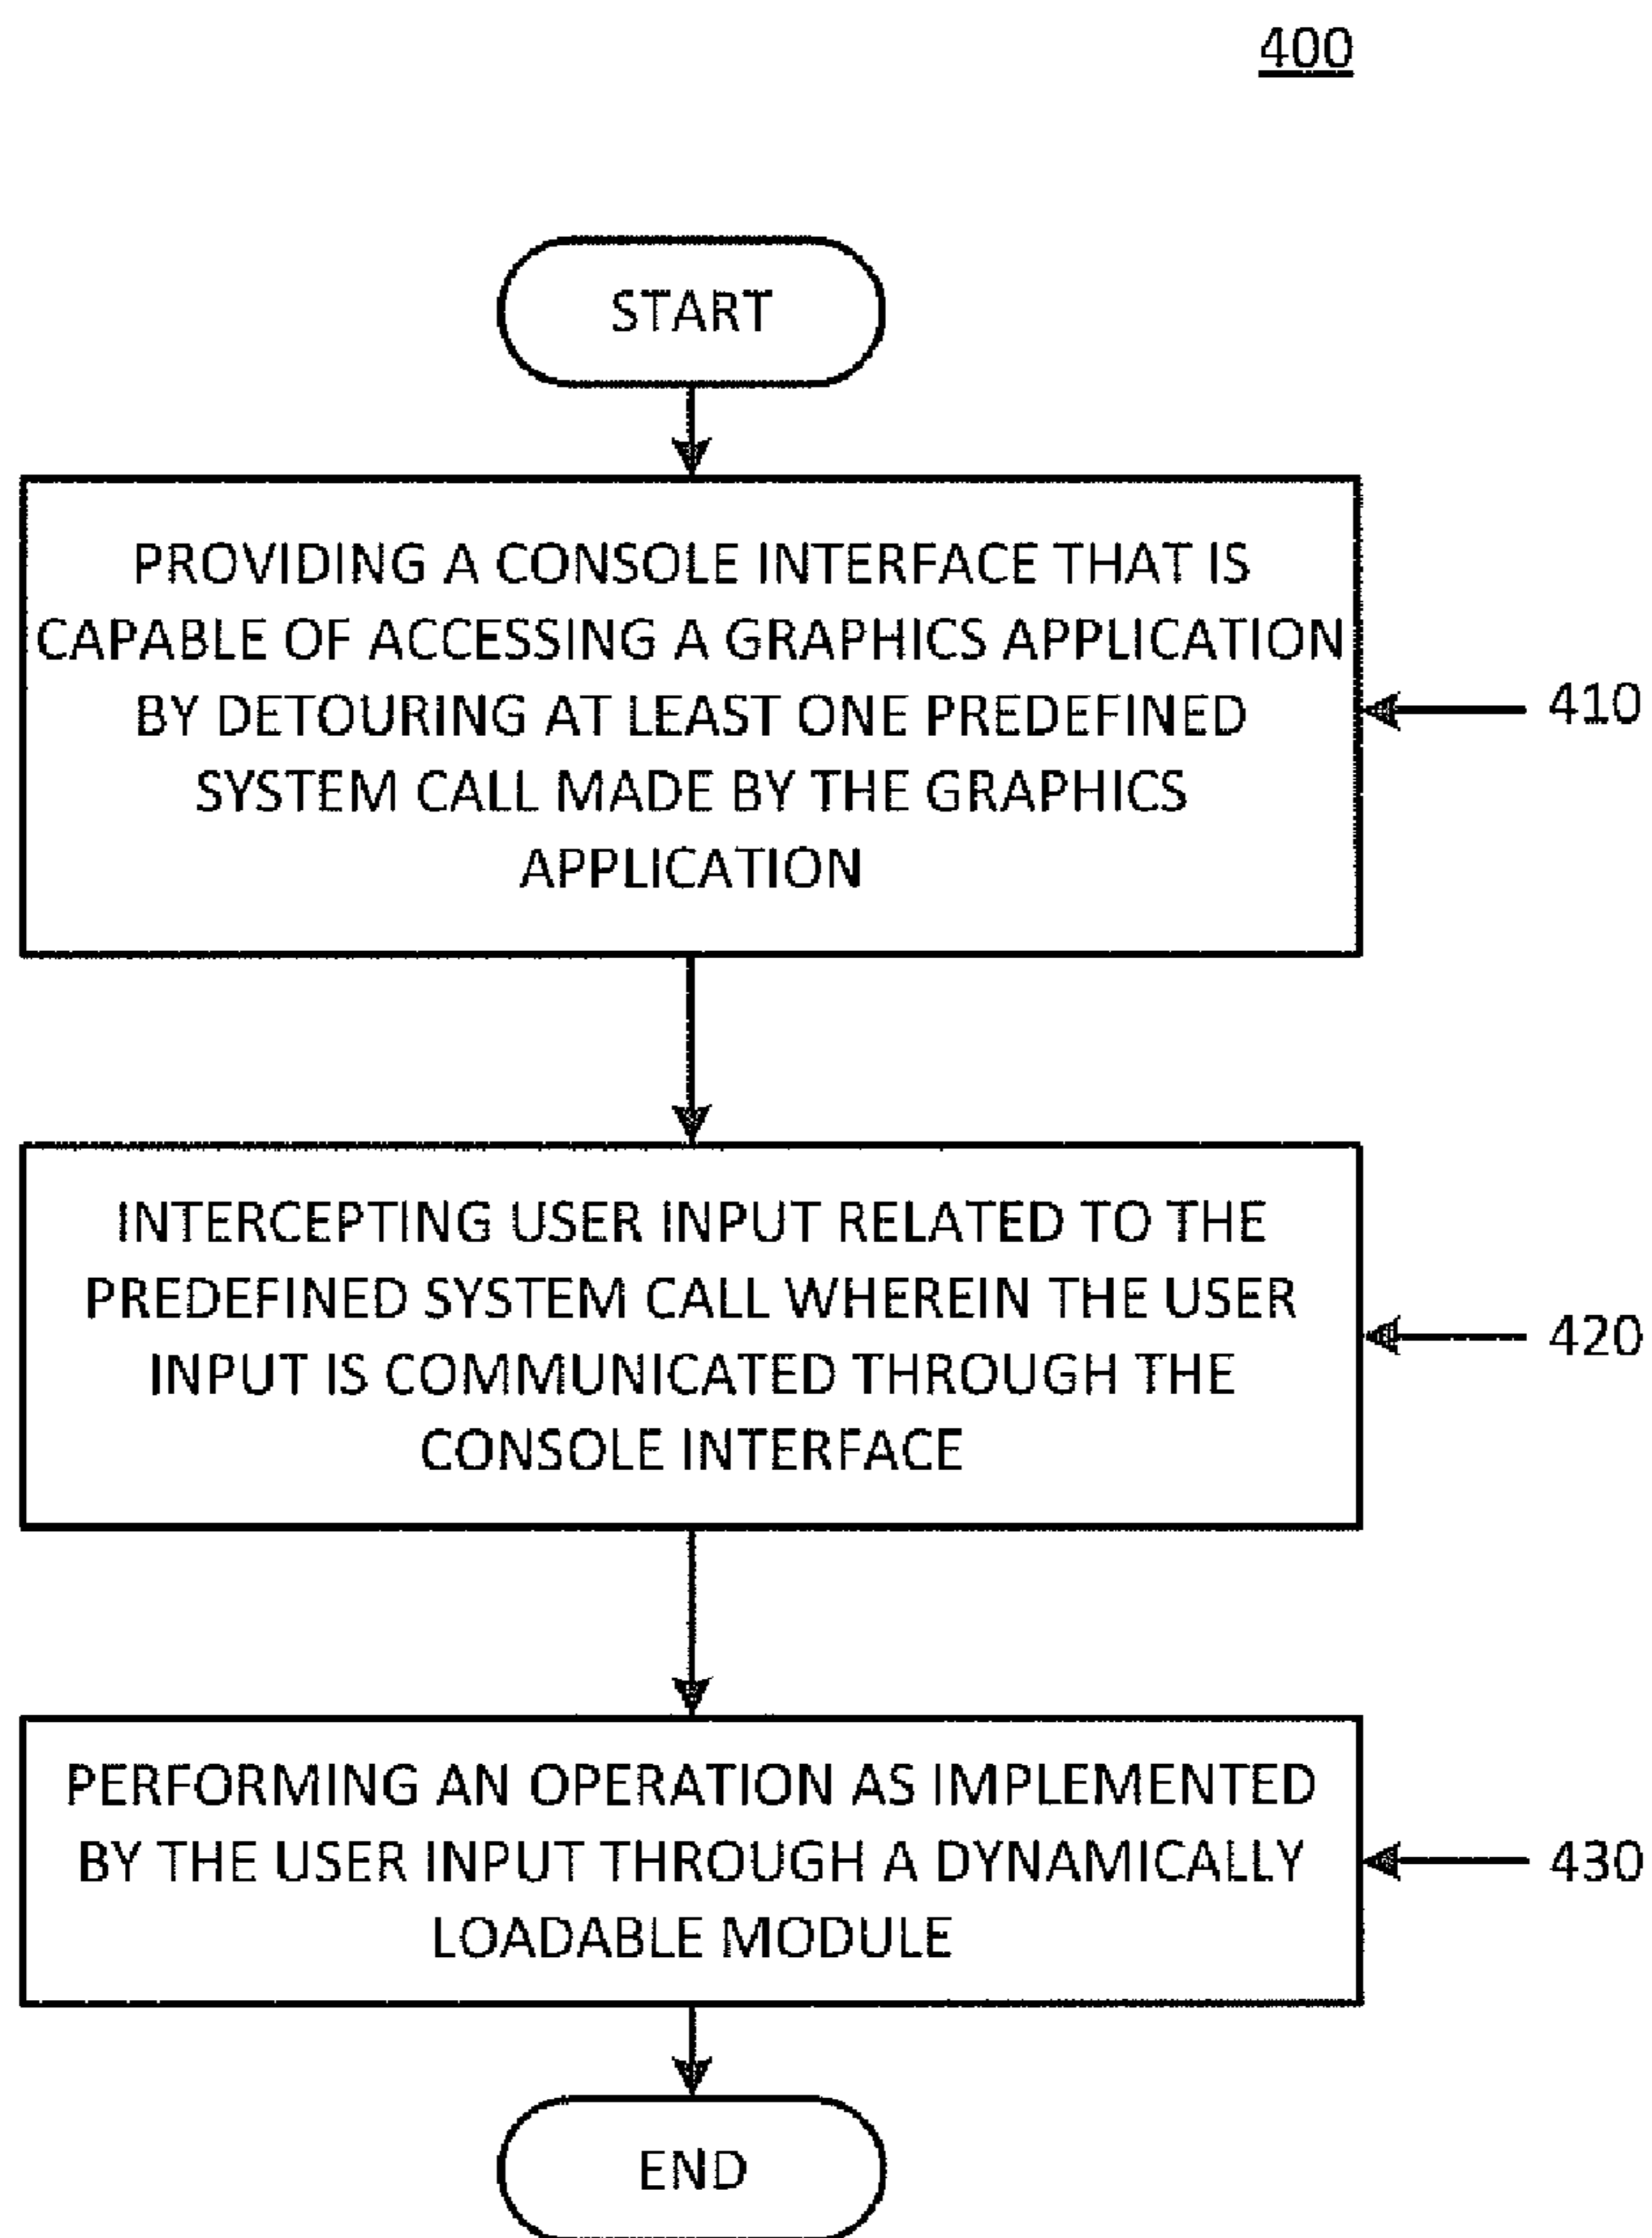 400
START
PROVIDING A CONSOLE INTERFACE THAT IS
CAPABLE OF ACCESSING A GRAPHICS APPLICATION
BY DETOURING AT LEAST ONE PREDEFINED
SYSTEM CALL MADE BY THE GRAPHICS
APPLICATION
410
INTERCEPTING USER INPUT RELATED TO THE
PREDEFINED SYSTEM CALL WHEREIN THE USER
INPUT IS COMMUNICATED THROUGH THE
CONSOLE INTERFACE
420
PERFORMING AN OPERATION AS IMPLEMENTED
BY THE USER INPUT THROUGH A DYNAMICALLY
LOADABLE MODULE
430
END